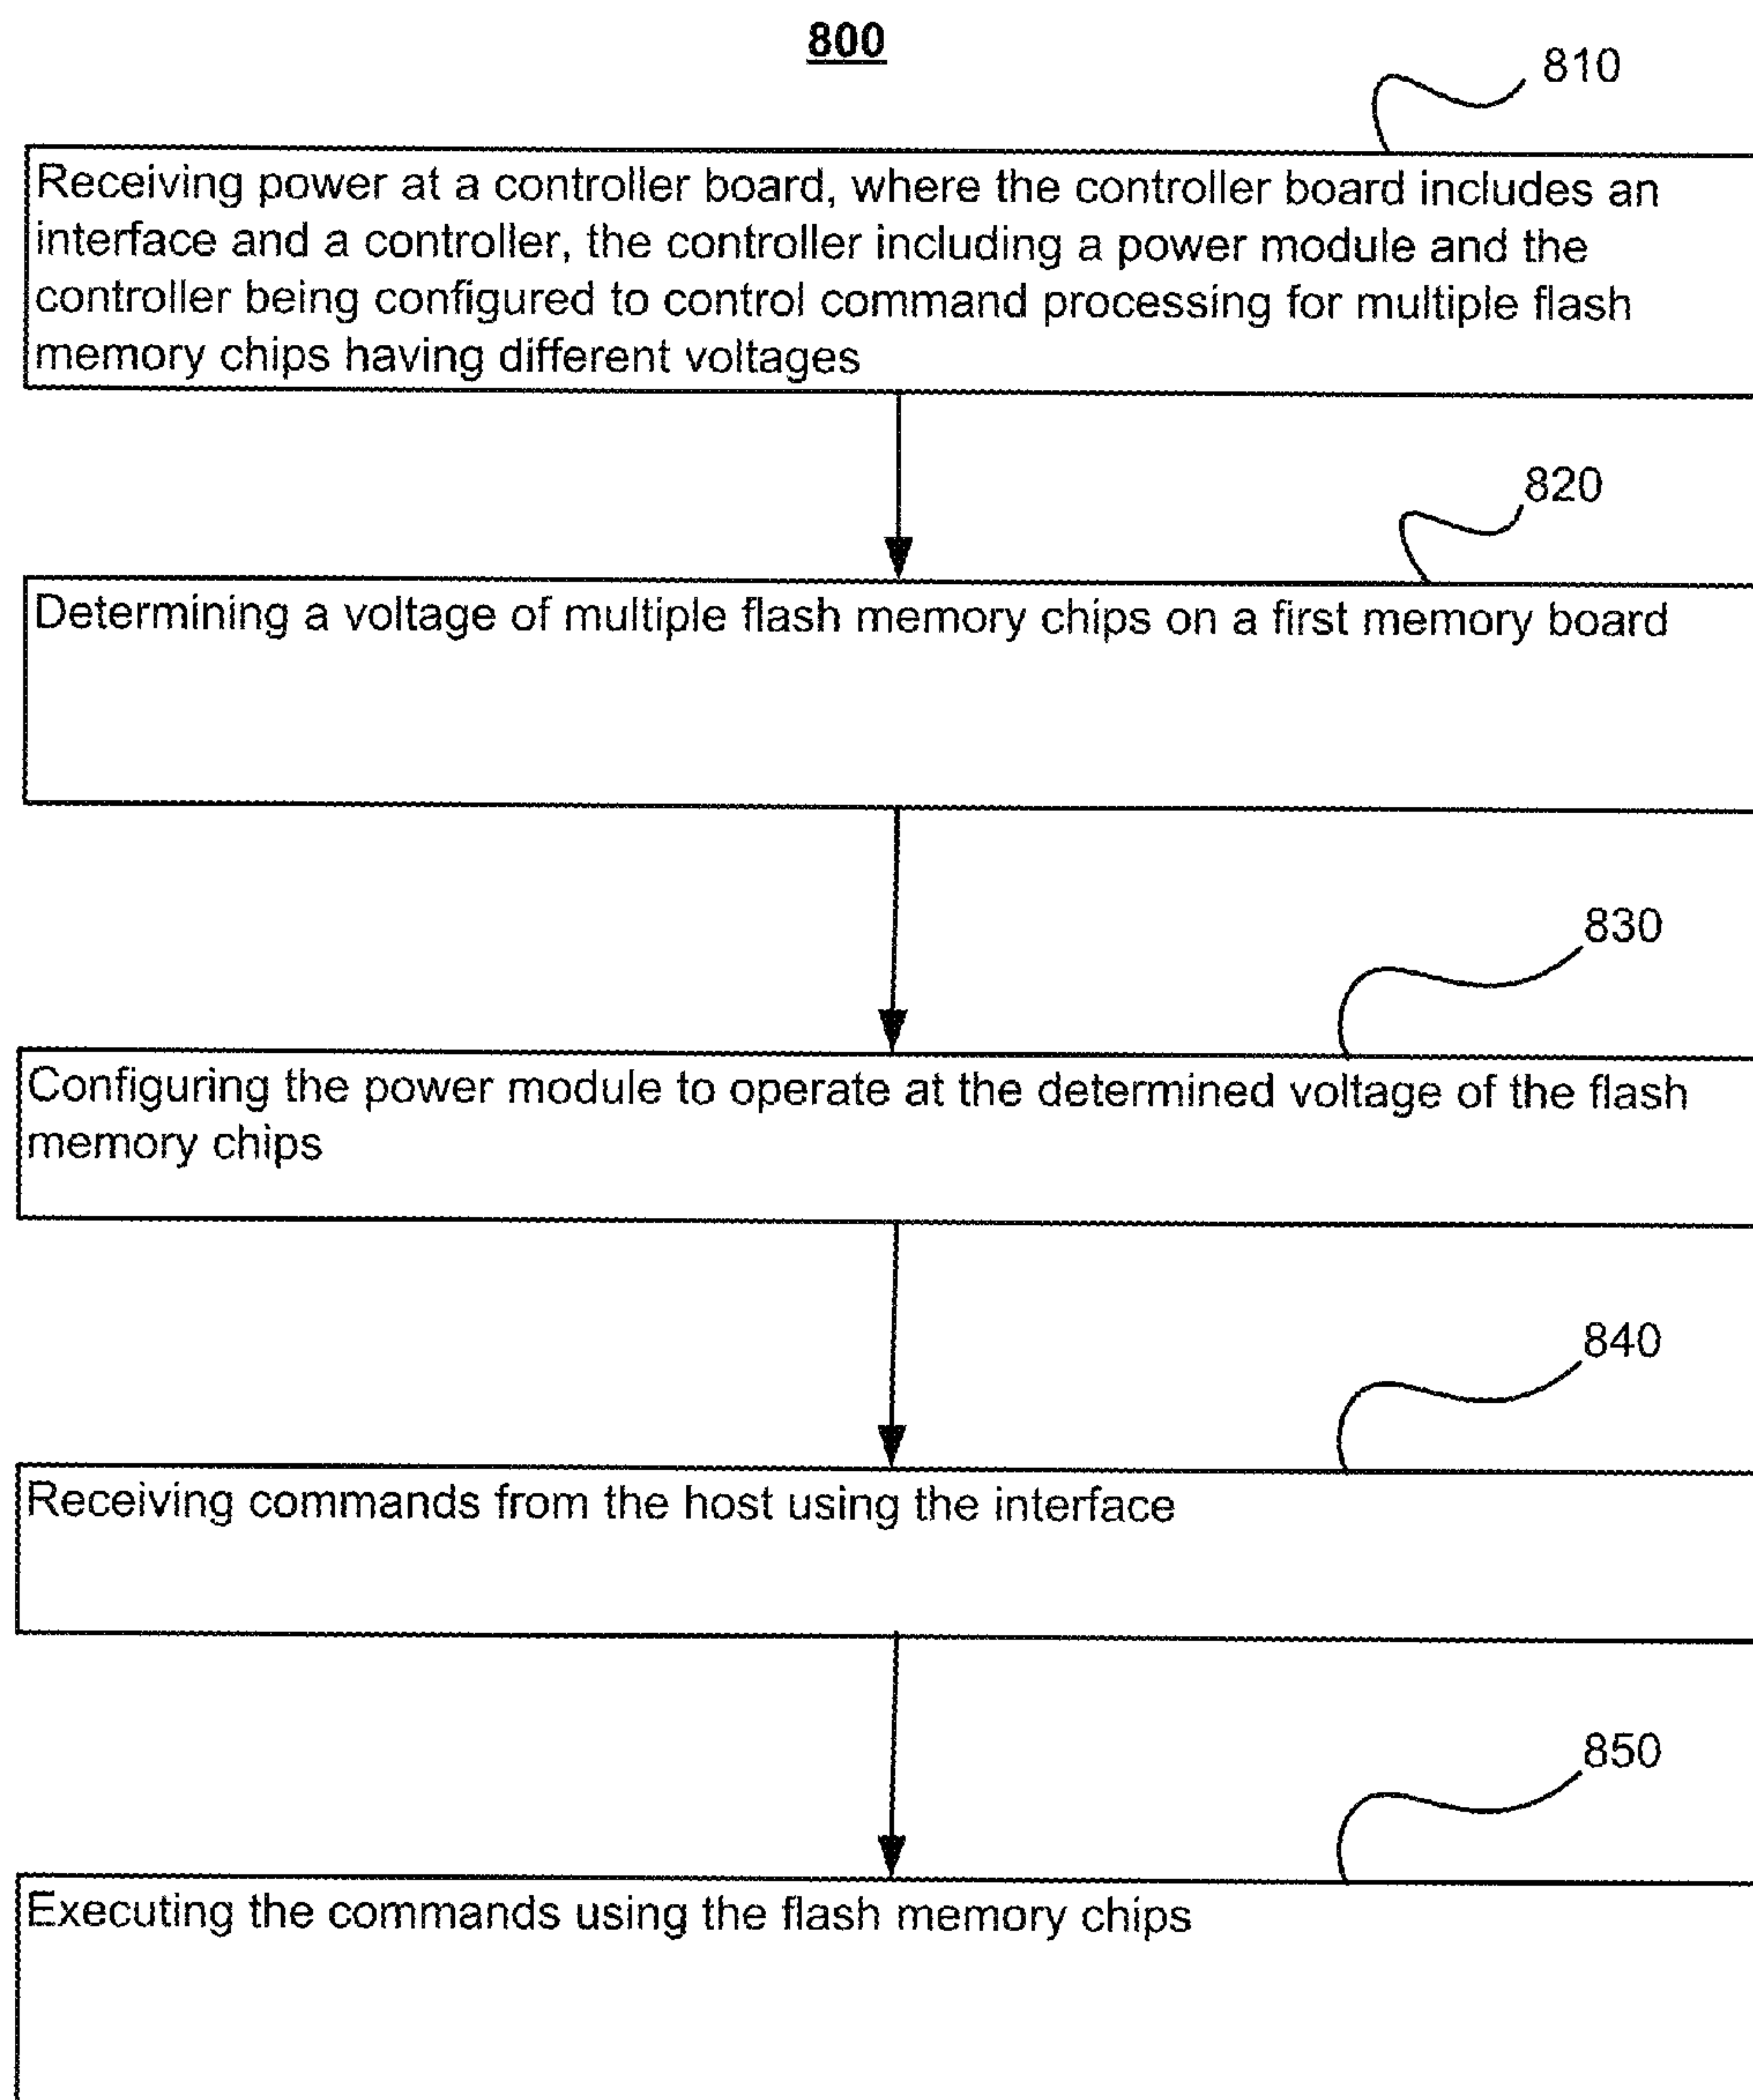 800
810
Receiving power at a controller board, where the controller board includes an
interface and a controller, the controller including a power module and the
controller being configured to control command processing for multiple flash
memory chips having different voltages
820
Determining a voltage of multiple flash memory chips on a first memory board
830
Configuring the power module to operate at the determined voltage of the flash
memory chips
840
Receiving commands from the host using the interface
850
Executing the commands using the flash memory chips